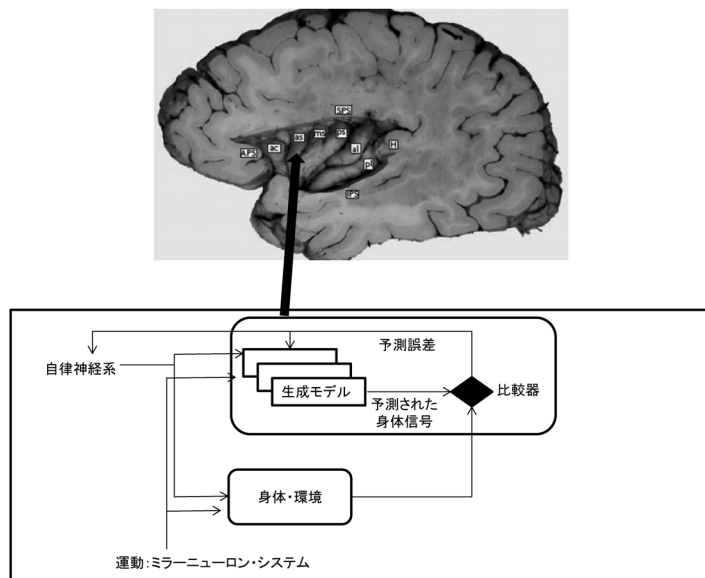 SPS
ps
ms
as
ac
APS
al
H
pl
IPS
予測誤差
自律神経系
生成モデル
予測された
身体信号
比較器
身体・環境
運動：ミラーニューロン・システム